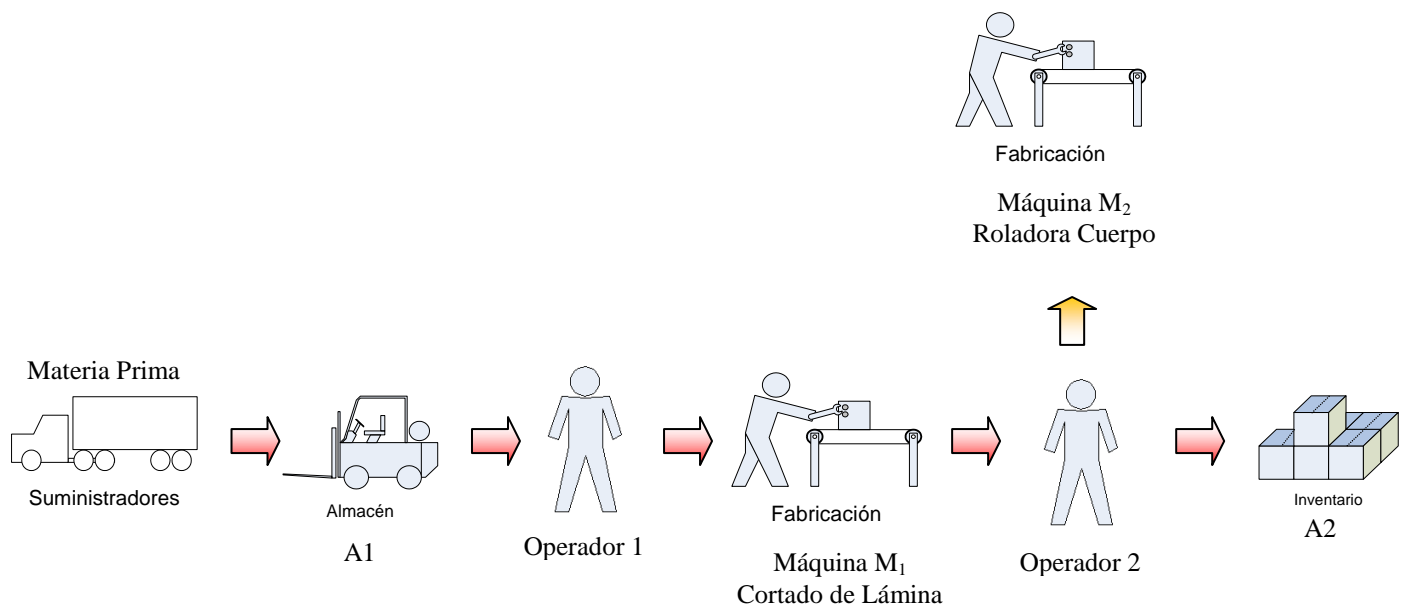 Fabricación
Máquina M₂
Roladora Cuerpo
Materia Prima
Suministradores
Almacén
A1
Operador 1
Fabricación
Máquina M₁
Cortado de Lámina
Operador 2
Inventario
A2